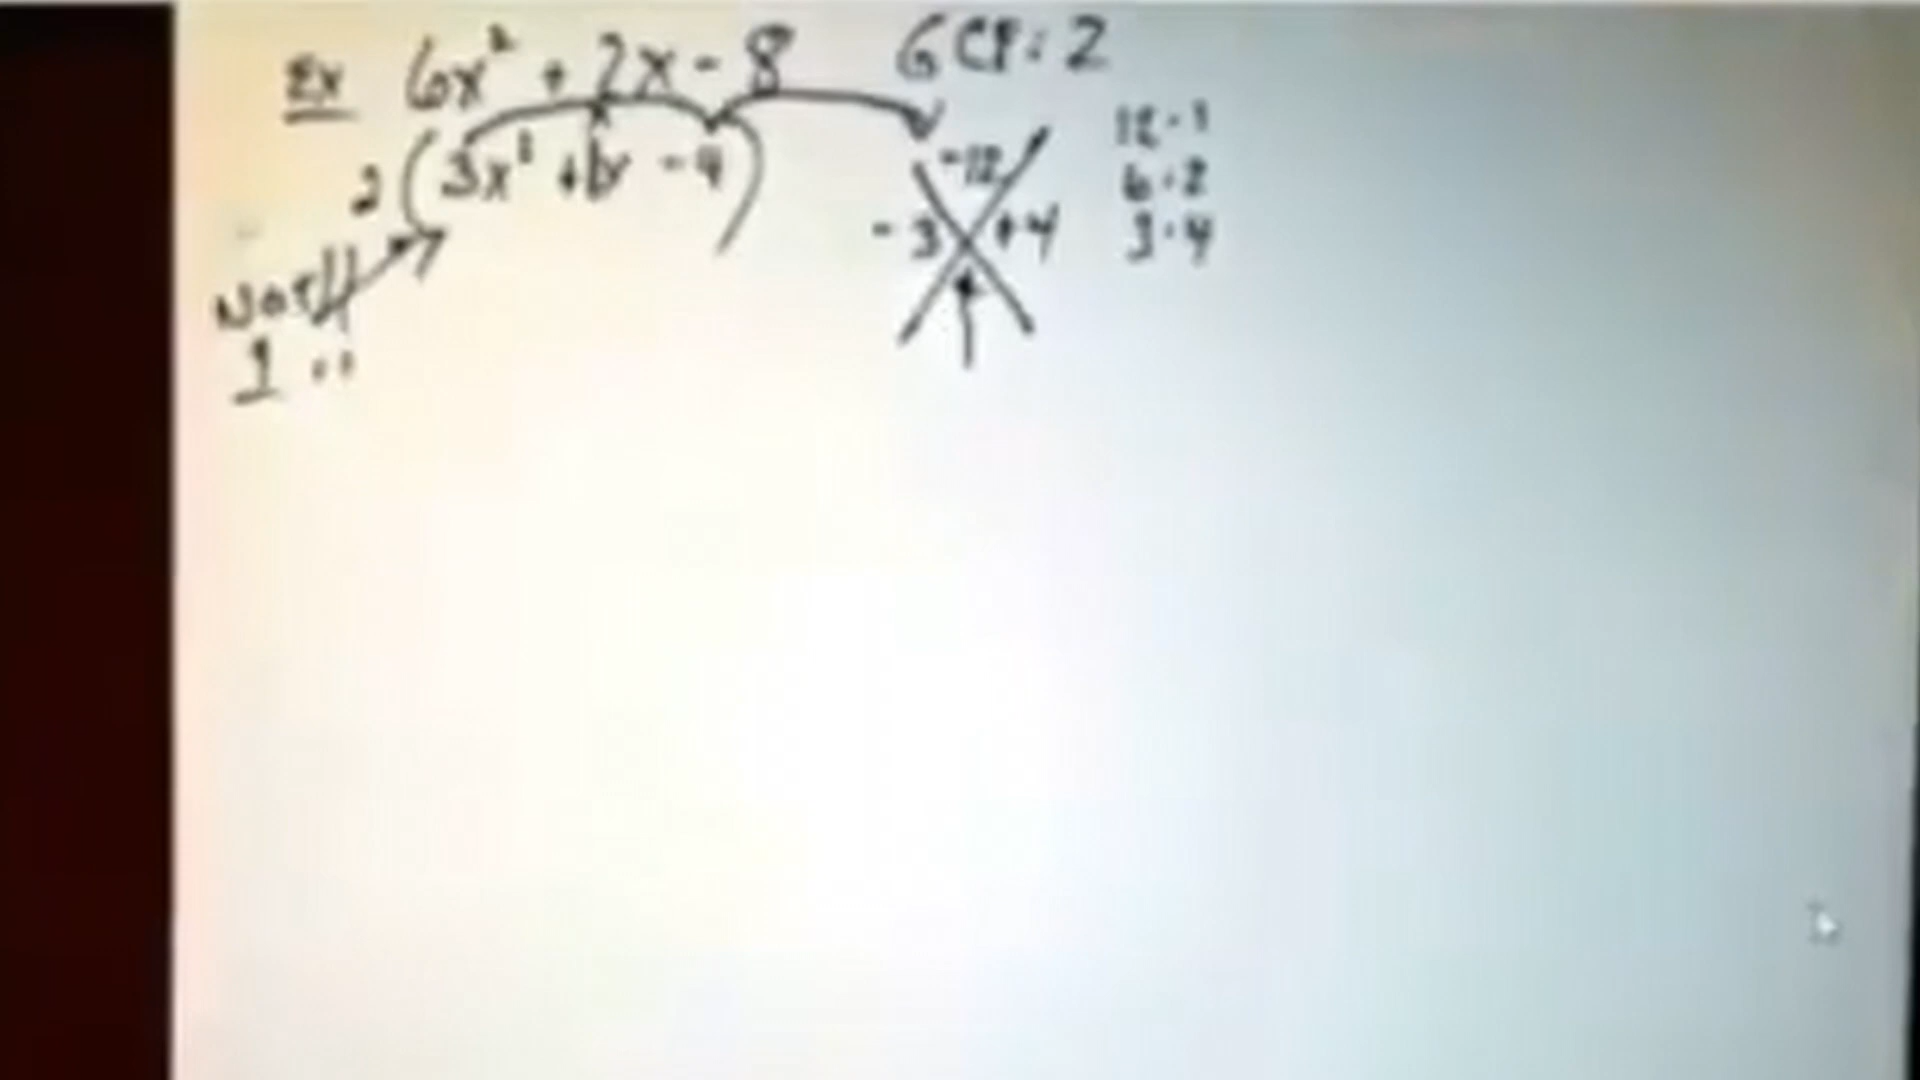 Ex 6x² + 2x - 8 GCF: 2
2(3x² + 1x - 4)
-12
-3 +4
12 · 1
6 · 2
3 · 4
Not
1